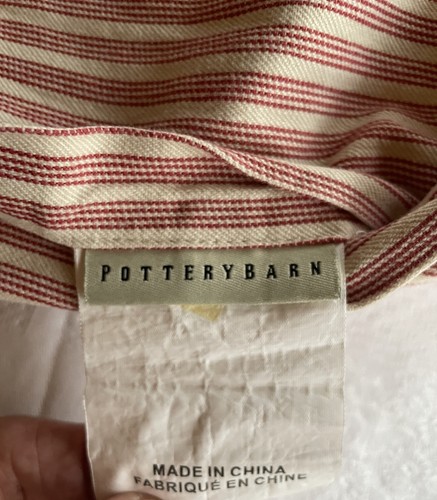 POTTERYBARN
MADE IN CHINA
FABRIQUÉ EN CHINE